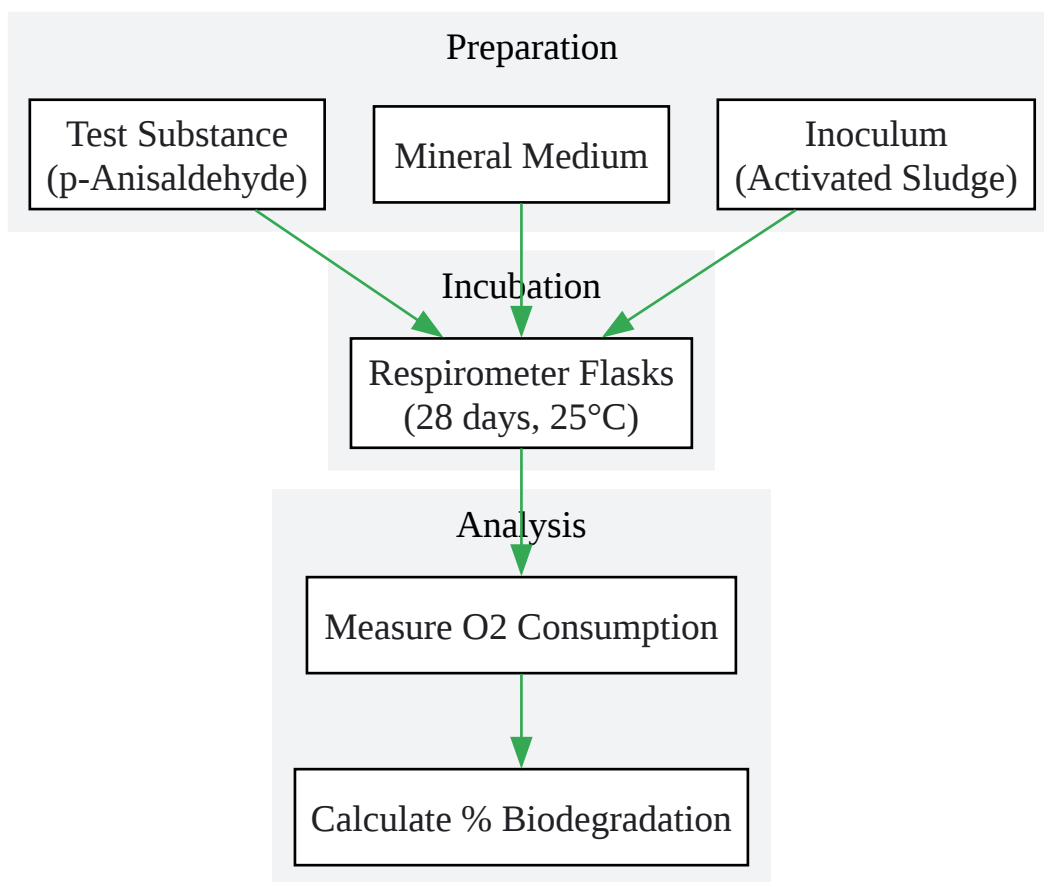 Preparation
Test Substance
(p-Anisaldehyde)
Mineral Medium
Inoculum
(Activated Sludge)
Incubation
Respirometer Flasks
(28 days, 25°C)
Analysis
Measure O2 Consumption
Calculate % Biodegradation